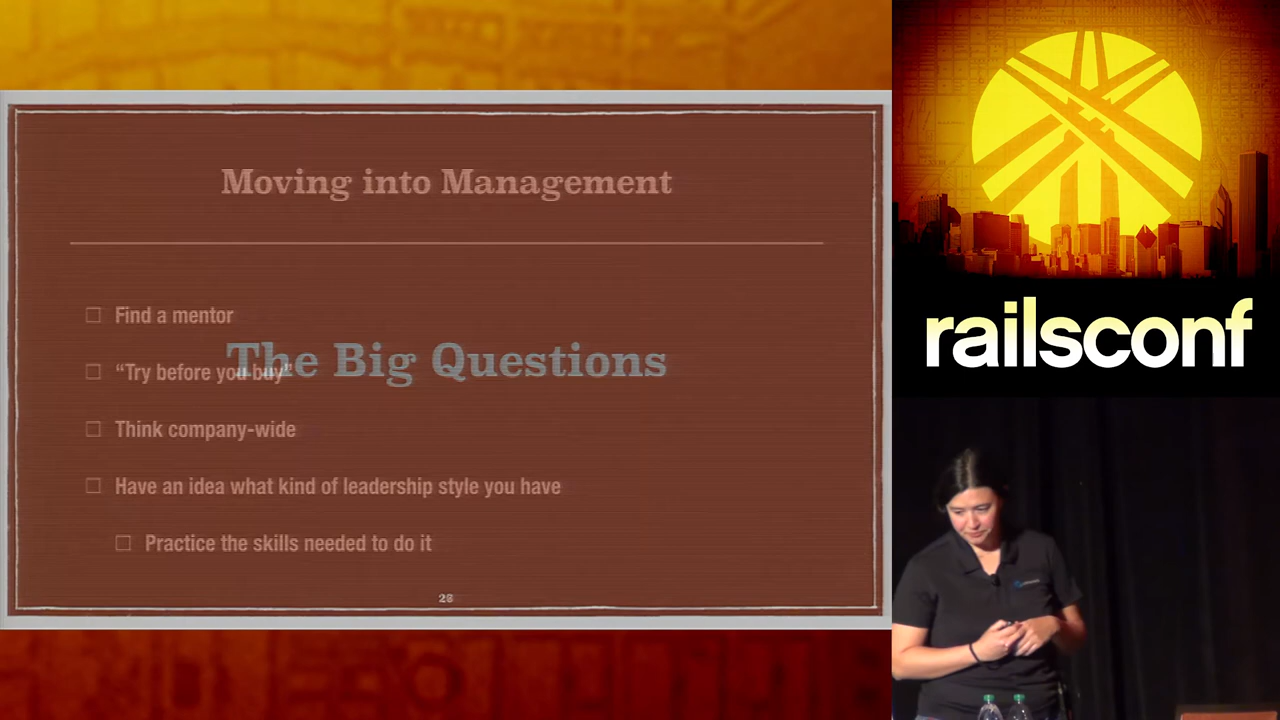 Moving into Management
Find a mentor
The Big Questions
“Try before you buy”
Think company-wide
Have an idea what kind of leadership style you have
Practice the skills needed to do it
railsconf